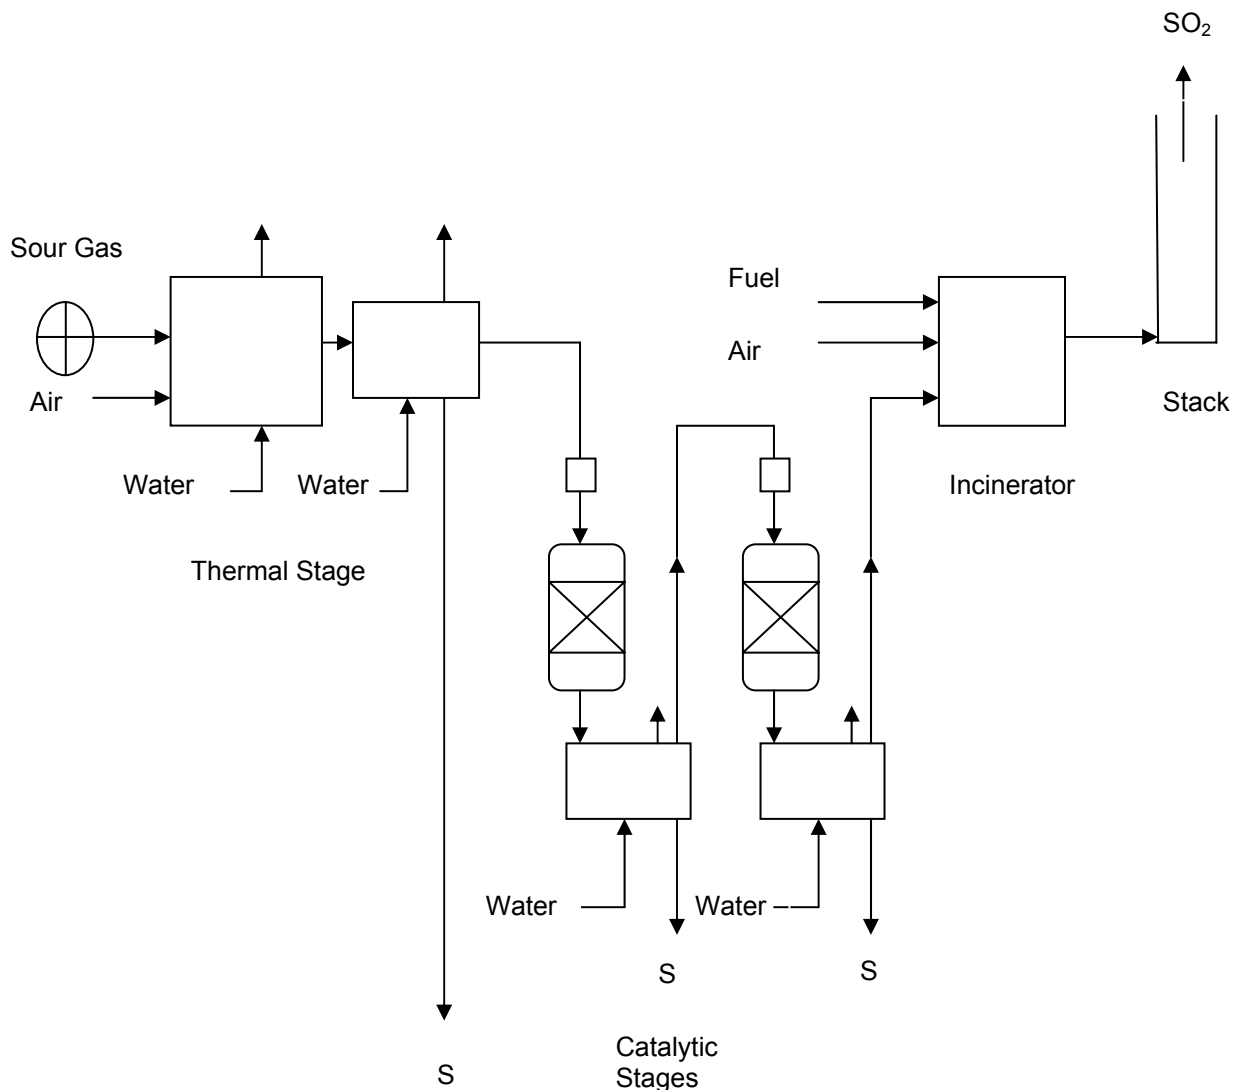 SO₂
Sour Gas
Fuel
Air
Air
Stack
Water
Water
Incinerator
Thermal Stage
Water
Water
S
S
Catalytic
Stages
S